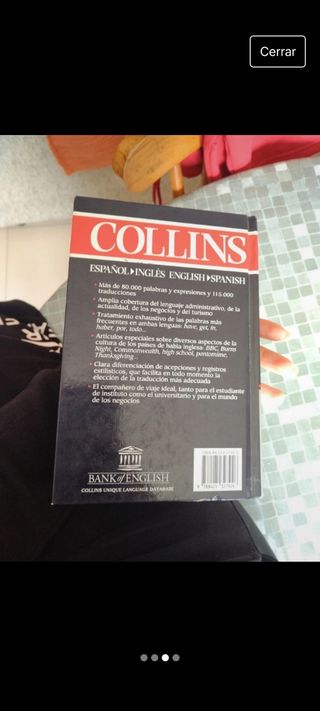 Cerrar
COLLINS
ESPAÑOL▸INGLÉS ENGLISH▸SPANISH
• Más de 80.000 palabras y expresiones y 115.000
traducciones
• Amplia cobertura del lenguaje administrativo, de la
actualidad, de los negocios y del turismo
• Tratamiento exhaustivo de las palabras más
frecuentes en ambas lenguas: have, get, in,
haber, por, todo...
• Artículos especiales sobre diversos aspectos de la
cultura de los países de habla inglesa: BBC, Burns
Night, Commonwealth, high school, pantomime,
Thanksgiving...
• Clara diferenciación de acepciones y registros
estilísticos, que facilita en todo momento la
elección de la traducción más adecuada
• El compañero de viaje ideal, tanto para el estudiante
de instituto como el universitario y para el mundo
de los negocios
BANK of ENGLISH
COLLINS UNIQUE LANGUAGE DATABASE